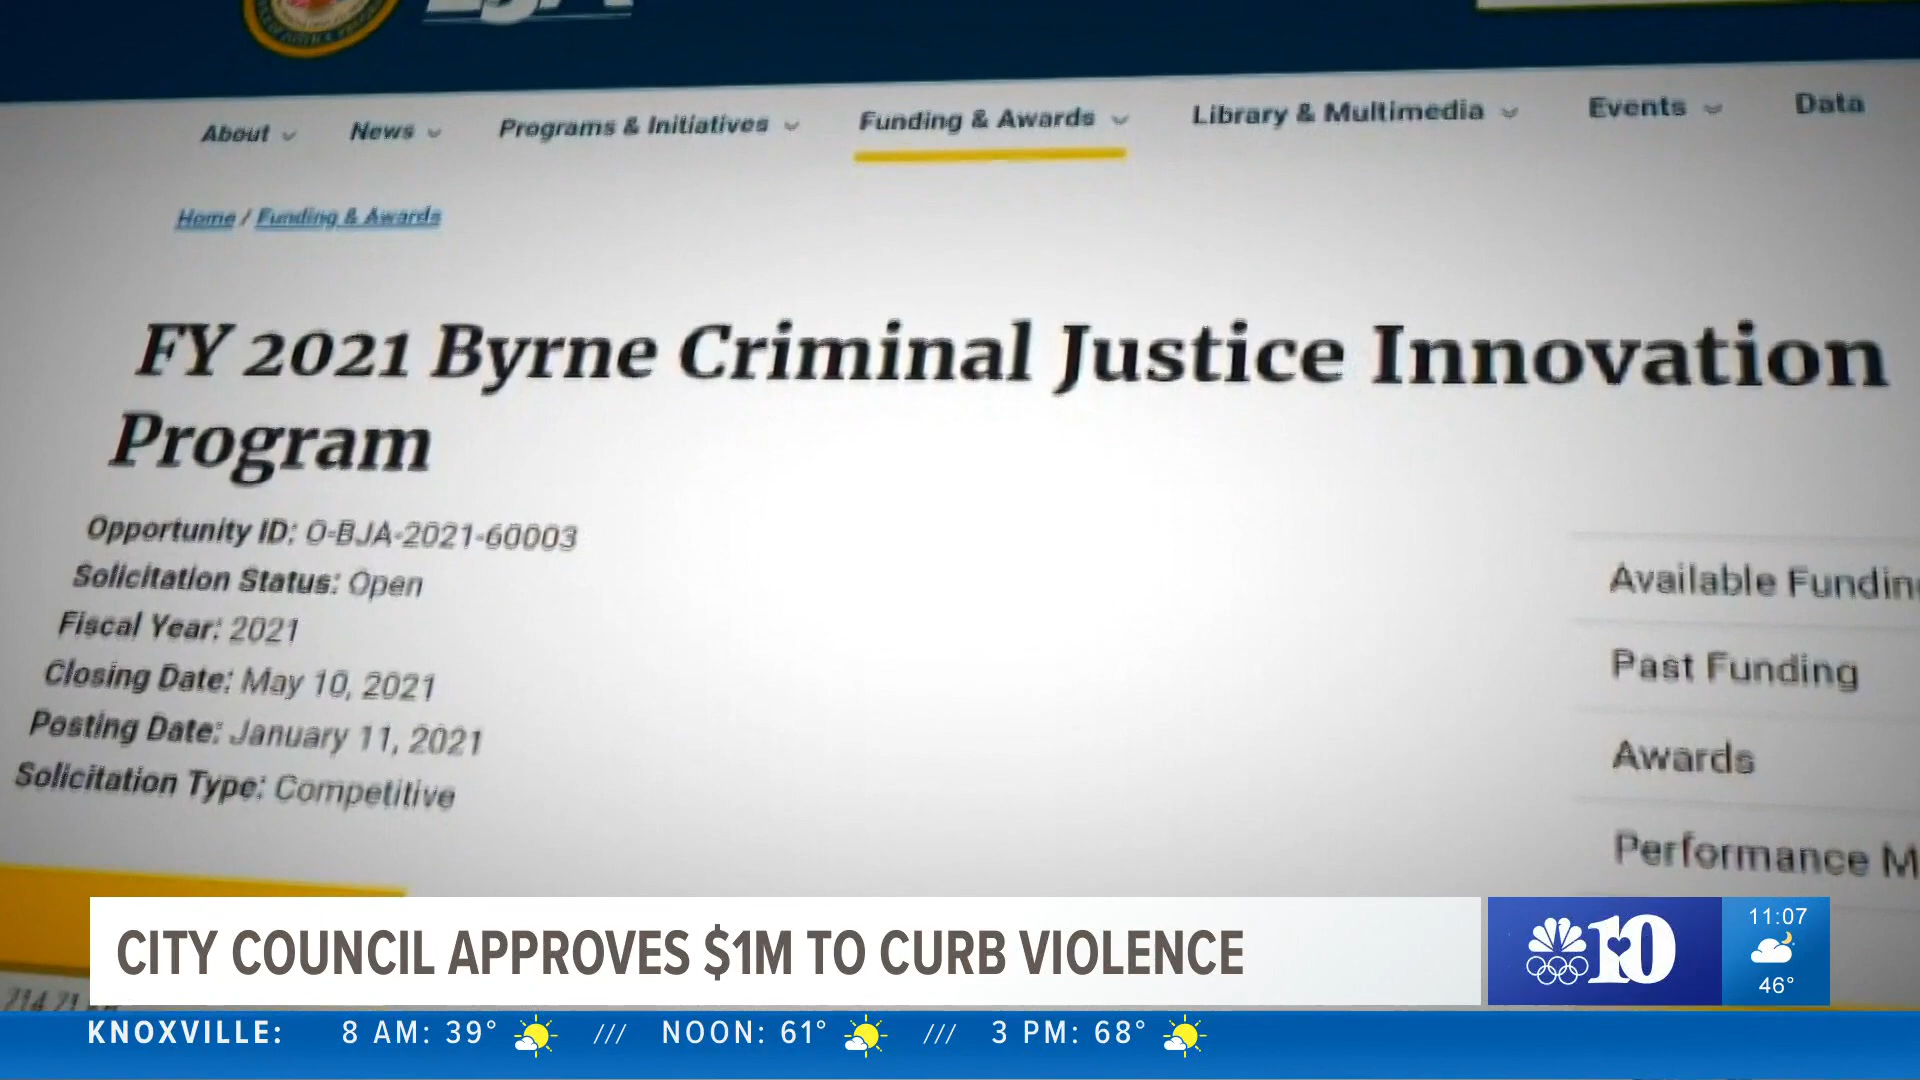 About News Programs & Initiatives Funding & Awards Library & Multimedia Events Data
Home / Funding & Awards
FY 2021 Byrne Criminal Justice Innovation
Program
Opportunity ID: O-BJA-2021-60003
Solicitation Status: Open
Fiscal Year: 2021
Closing Date: May 10, 2021
Posting Date: January 11, 2021
Solicitation Type: Competitive
Available Fundin
Past Funding
Awards
Performance M
CITY COUNCIL APPROVES $1M TO CURB VIOLENCE
10
11:07
46°
KNOXVILLE: 8 AM: 39° /// NOON: 61° /// 3 PM: 68°